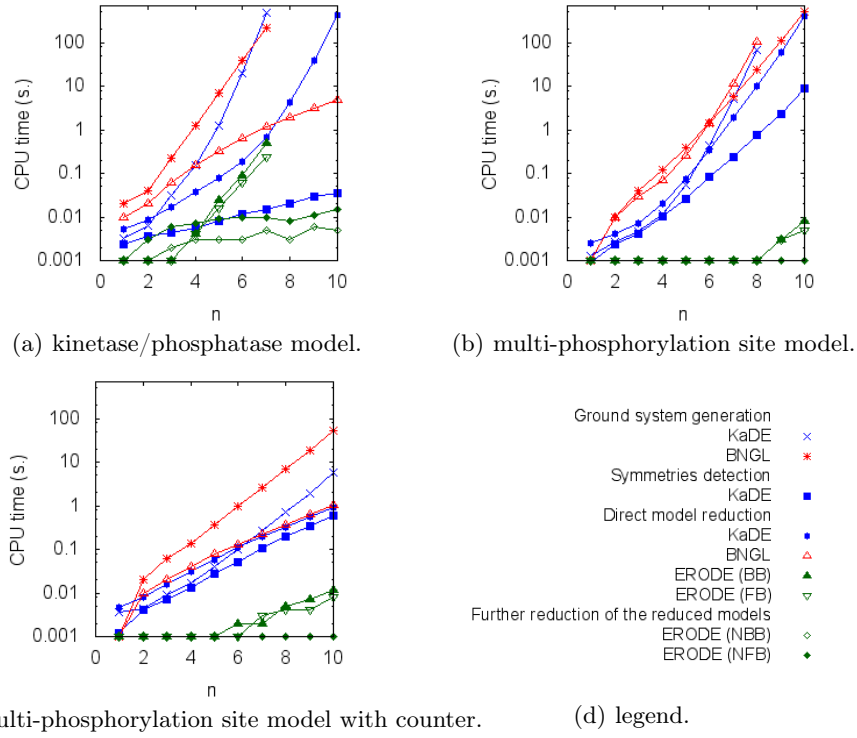 100
10
1
0.1
0.01
0.001
CPU time (s.)
0 2 4 6 8 10
n
(a) kinetase/phosphatase model.
100
10
1
0.1
0.01
0.001
CPU time (s.)
0 2 4 6 8 10
n
(b) multi-phosphorylation site model.
100
10
1
0.1
0.01
0.001
CPU time (s.)
0 2 4 6 8 10
n
ulti-phosphorylation site model with counter.
Ground system generation
KaDE
BNGL
Symmetries detection
KaDE
Direct model reduction
KaDE
BNGL
ERODE (BB)
ERODE (FB)
Further reduction of the reduced models
ERODE (NBB)
ERODE (NFB)
(d) legend.